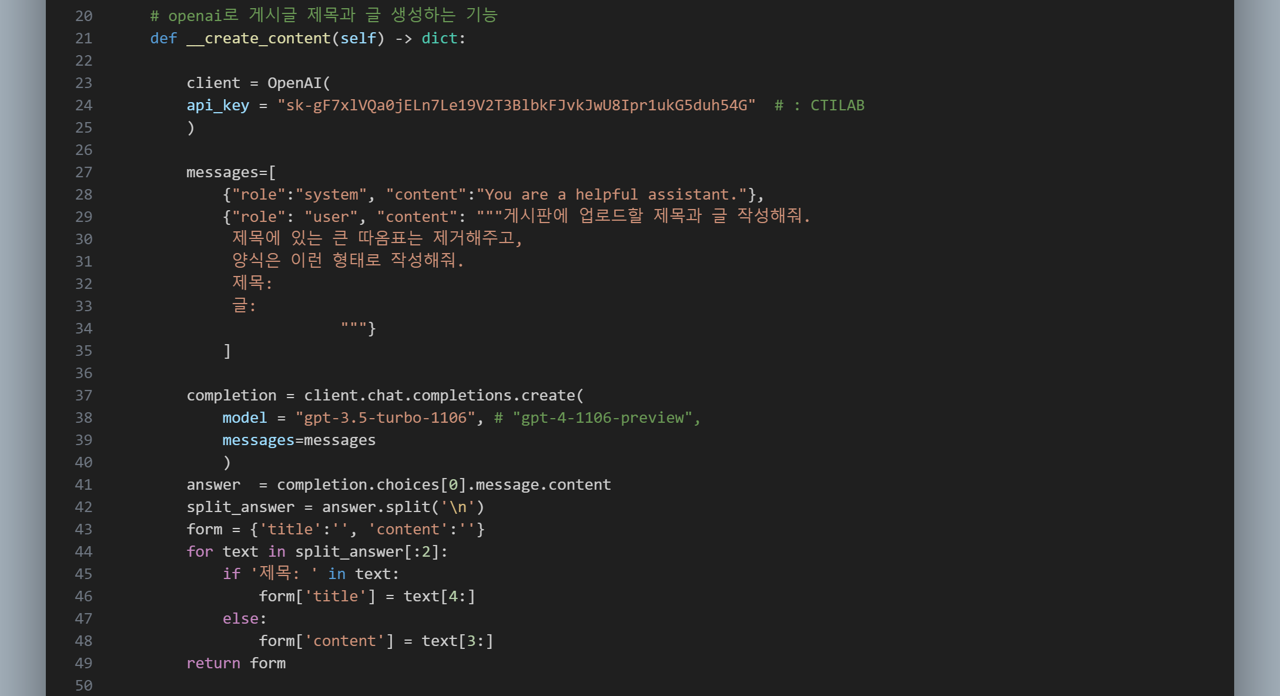 20 # openai로 게시글 제목과 글 생성하는 기능
21 def __create_content(self) -> dict:
22
23 client = OpenAI(
24 api_key = "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" # : CTILAB
25 )
26
27 messages=[
28 {"role":"system", "content":"You are a helpful assistant."},
29 {"role": "user", "content": """게시판에 업로드할 제목과 글 작성해줘.
30 제목에 있는 큰 따옴표는 제거해주고,
31 양식은 이런 형태로 작성해줘.
32 제목:
33 글:
34 """}
35 ]
36
37 completion = client.chat.completions.create(
38 model = "gpt-3.5-turbo-1106", # "gpt-4-1106-preview",
39 messages=messages
40 )
41 answer  = completion.choices[0].message.content
42 split_answer = answer.split('\n')
43 form = {'title':'', 'content':''}
44 for text in split_answer[:2]:
45 if '제목: ' in text:
46 form['title'] = text[4:]
47 else:
48 form['content'] = text[3:]
49 return form
50